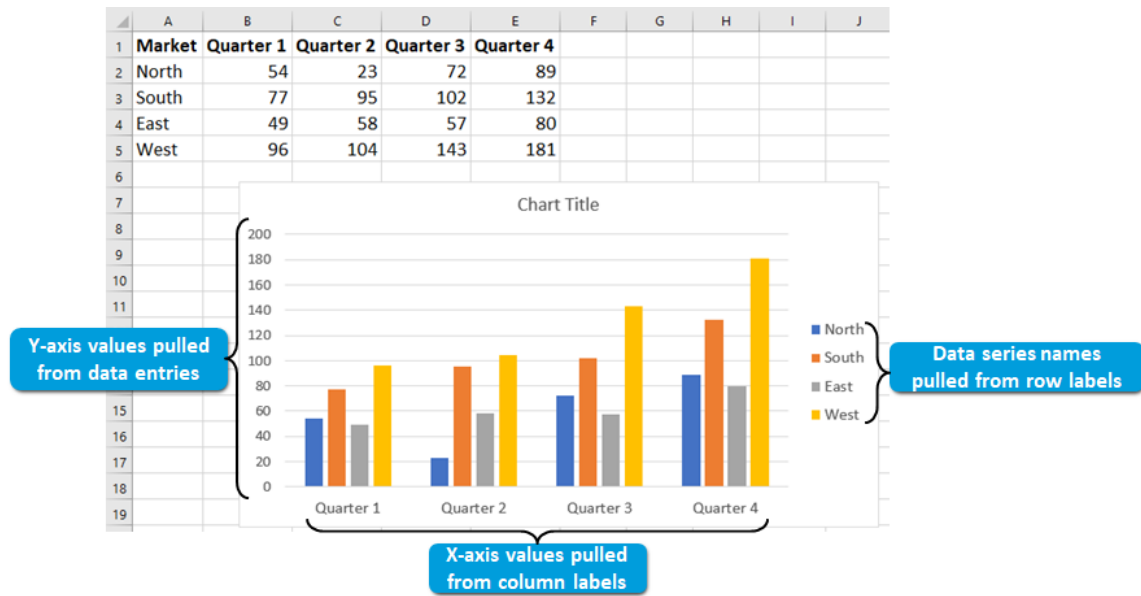 A B C D E F G H I J
1 Market Quarter 1 Quarter 2 Quarter 3 Quarter 4
2 North 54 23 72 89
3 South 77 95 102 132
4 East 49 58 57 80
5 West 96 104 143 181
6
7
8
9
10
11
15
16
17
18
19
Chart Title
200
180
160
140
120
100
80
60
40
20
0
Quarter 1 Quarter 2 Quarter 3 Quarter 4
North
South
East
West
Y-axis values pulled
from data entries
Data series names
pulled from row labels
X-axis values pulled
from column labels